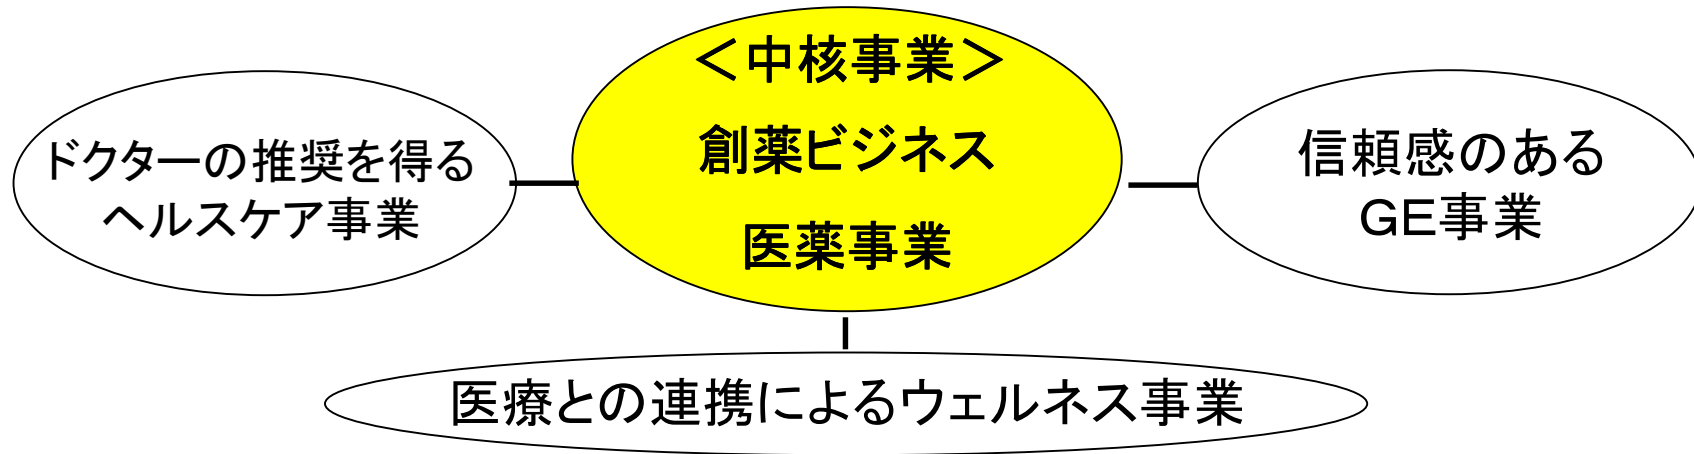 ＜中核事業＞
創薬ビジネス
医薬事業
ドクターの推奨を得る
ヘルスケア事業
信頼感のある
GE事業
医療との連携によるウェルネス事業